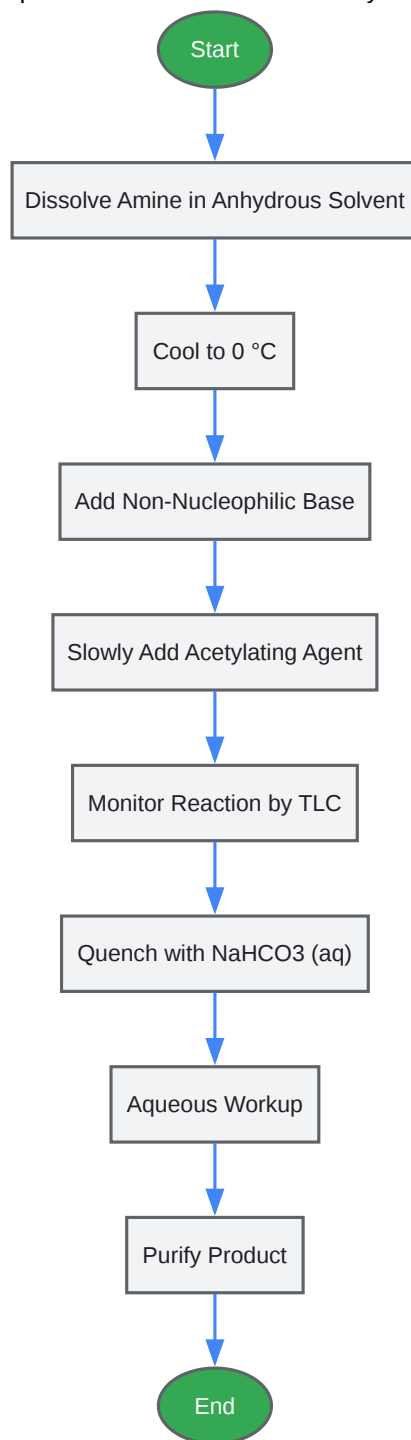 Start
Dissolve Amine in Anhydrous Solvent
Cool to 0 °C
Add Non-Nucleophilic Base
Slowly Add Acetylating Agent
Monitor Reaction by TLC
Quench with NaHCO3 (aq)
Aqueous Workup
Purify Product
End